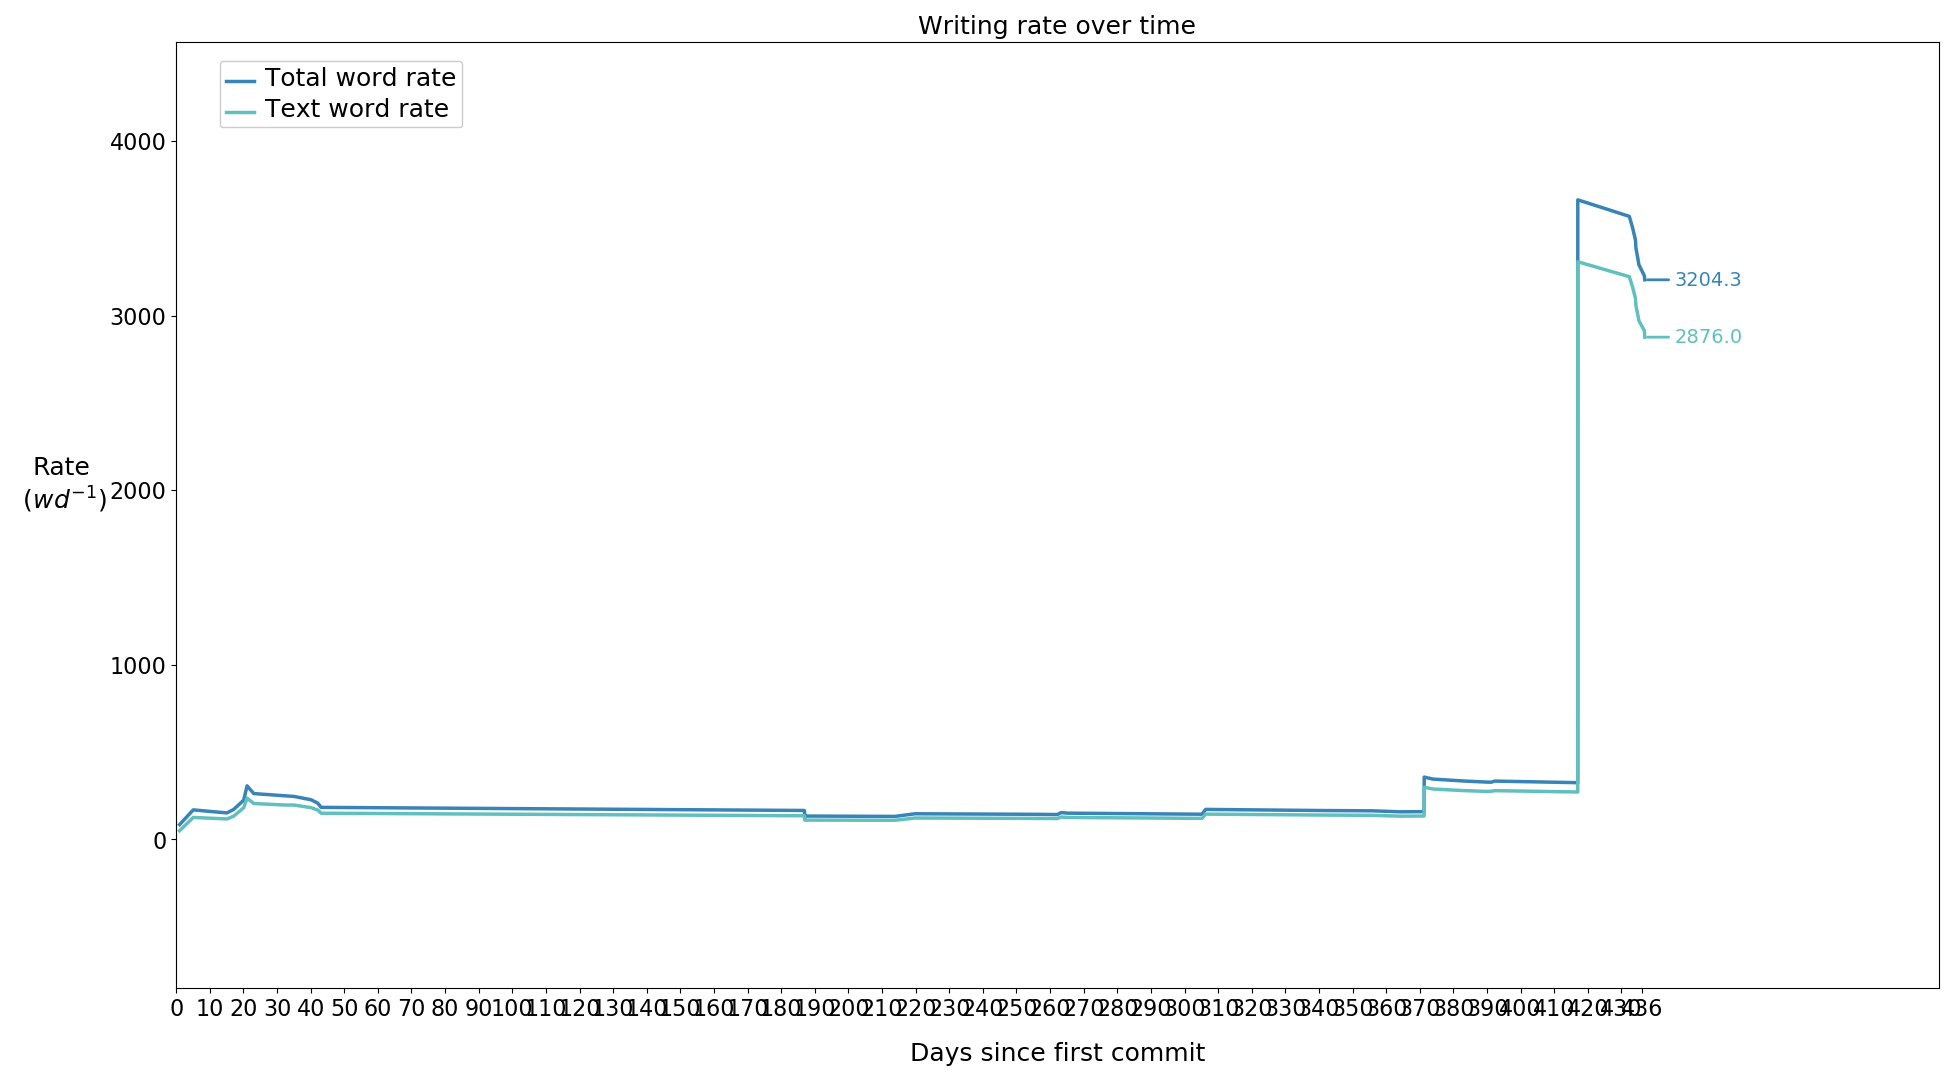 Writing rate over time
Total word rate
Text word rate
4000
3000
2000
1000
0
Rate
(wd⁻¹)
3204.3
2876.0
0 10 20 30 40 50 60 70 80 90 100 110 120 130 140 150 160 170 180 190 200 210 220 230 240 250 260 270 280 290 300 310 320 330 340 350 360 370 380 390 400 410 420 430 436
Days since first commit